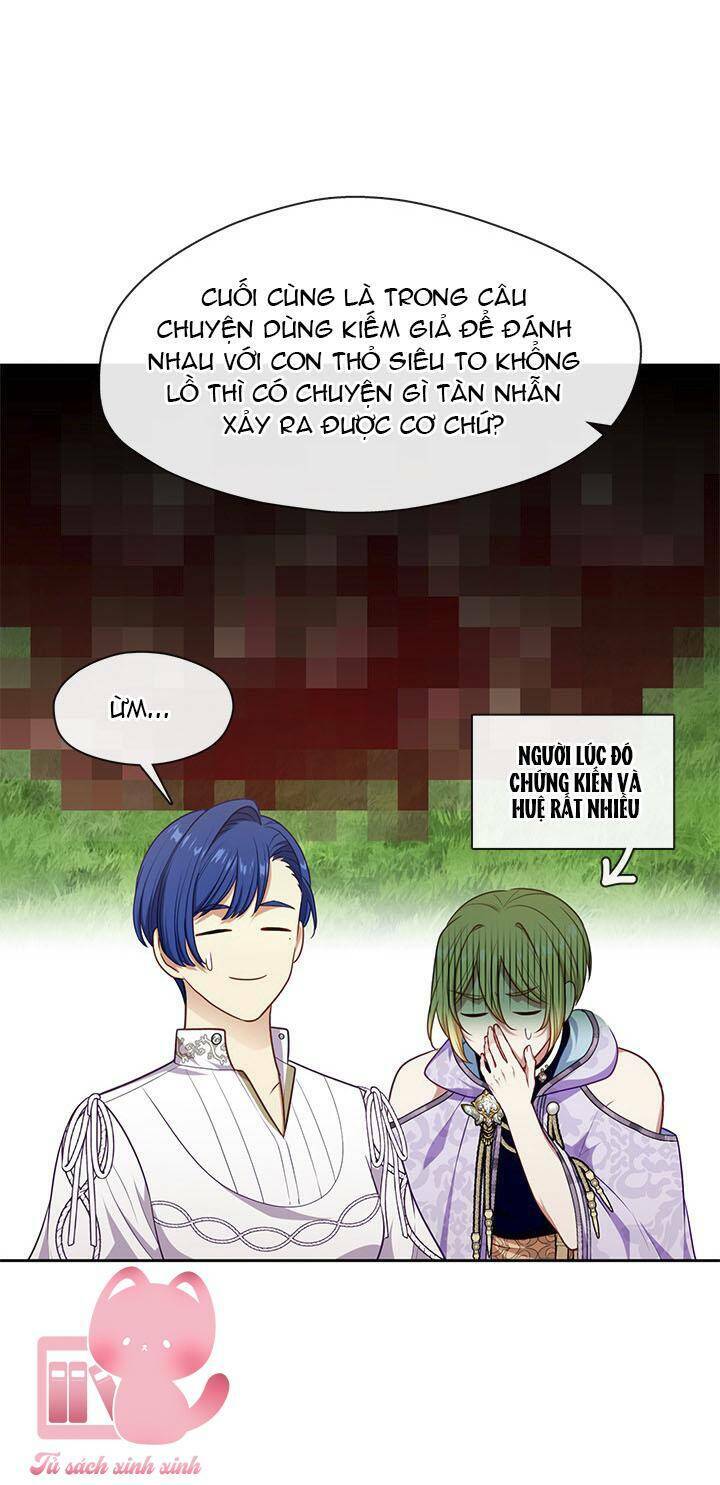 CUỐI CÙNG LÀ TRONG CÂU
CHUYỆN DÙNG KIẾM GIẢ ĐỂ ĐÁNH
NHAU VỚI CON THỎ SIÊU TO KHỔNG
LỒ THÌ CÓ CHUYỆN GÌ TÀN NHẪN
XẢY RA ĐƯỢC CƠ CHỨ?
ỪM...
NGƯỜI LÚC ĐÓ
CHỨNG KIẾN VÀ
HUỆ RẤT NHIỀU
Tủ sách xinh xinh